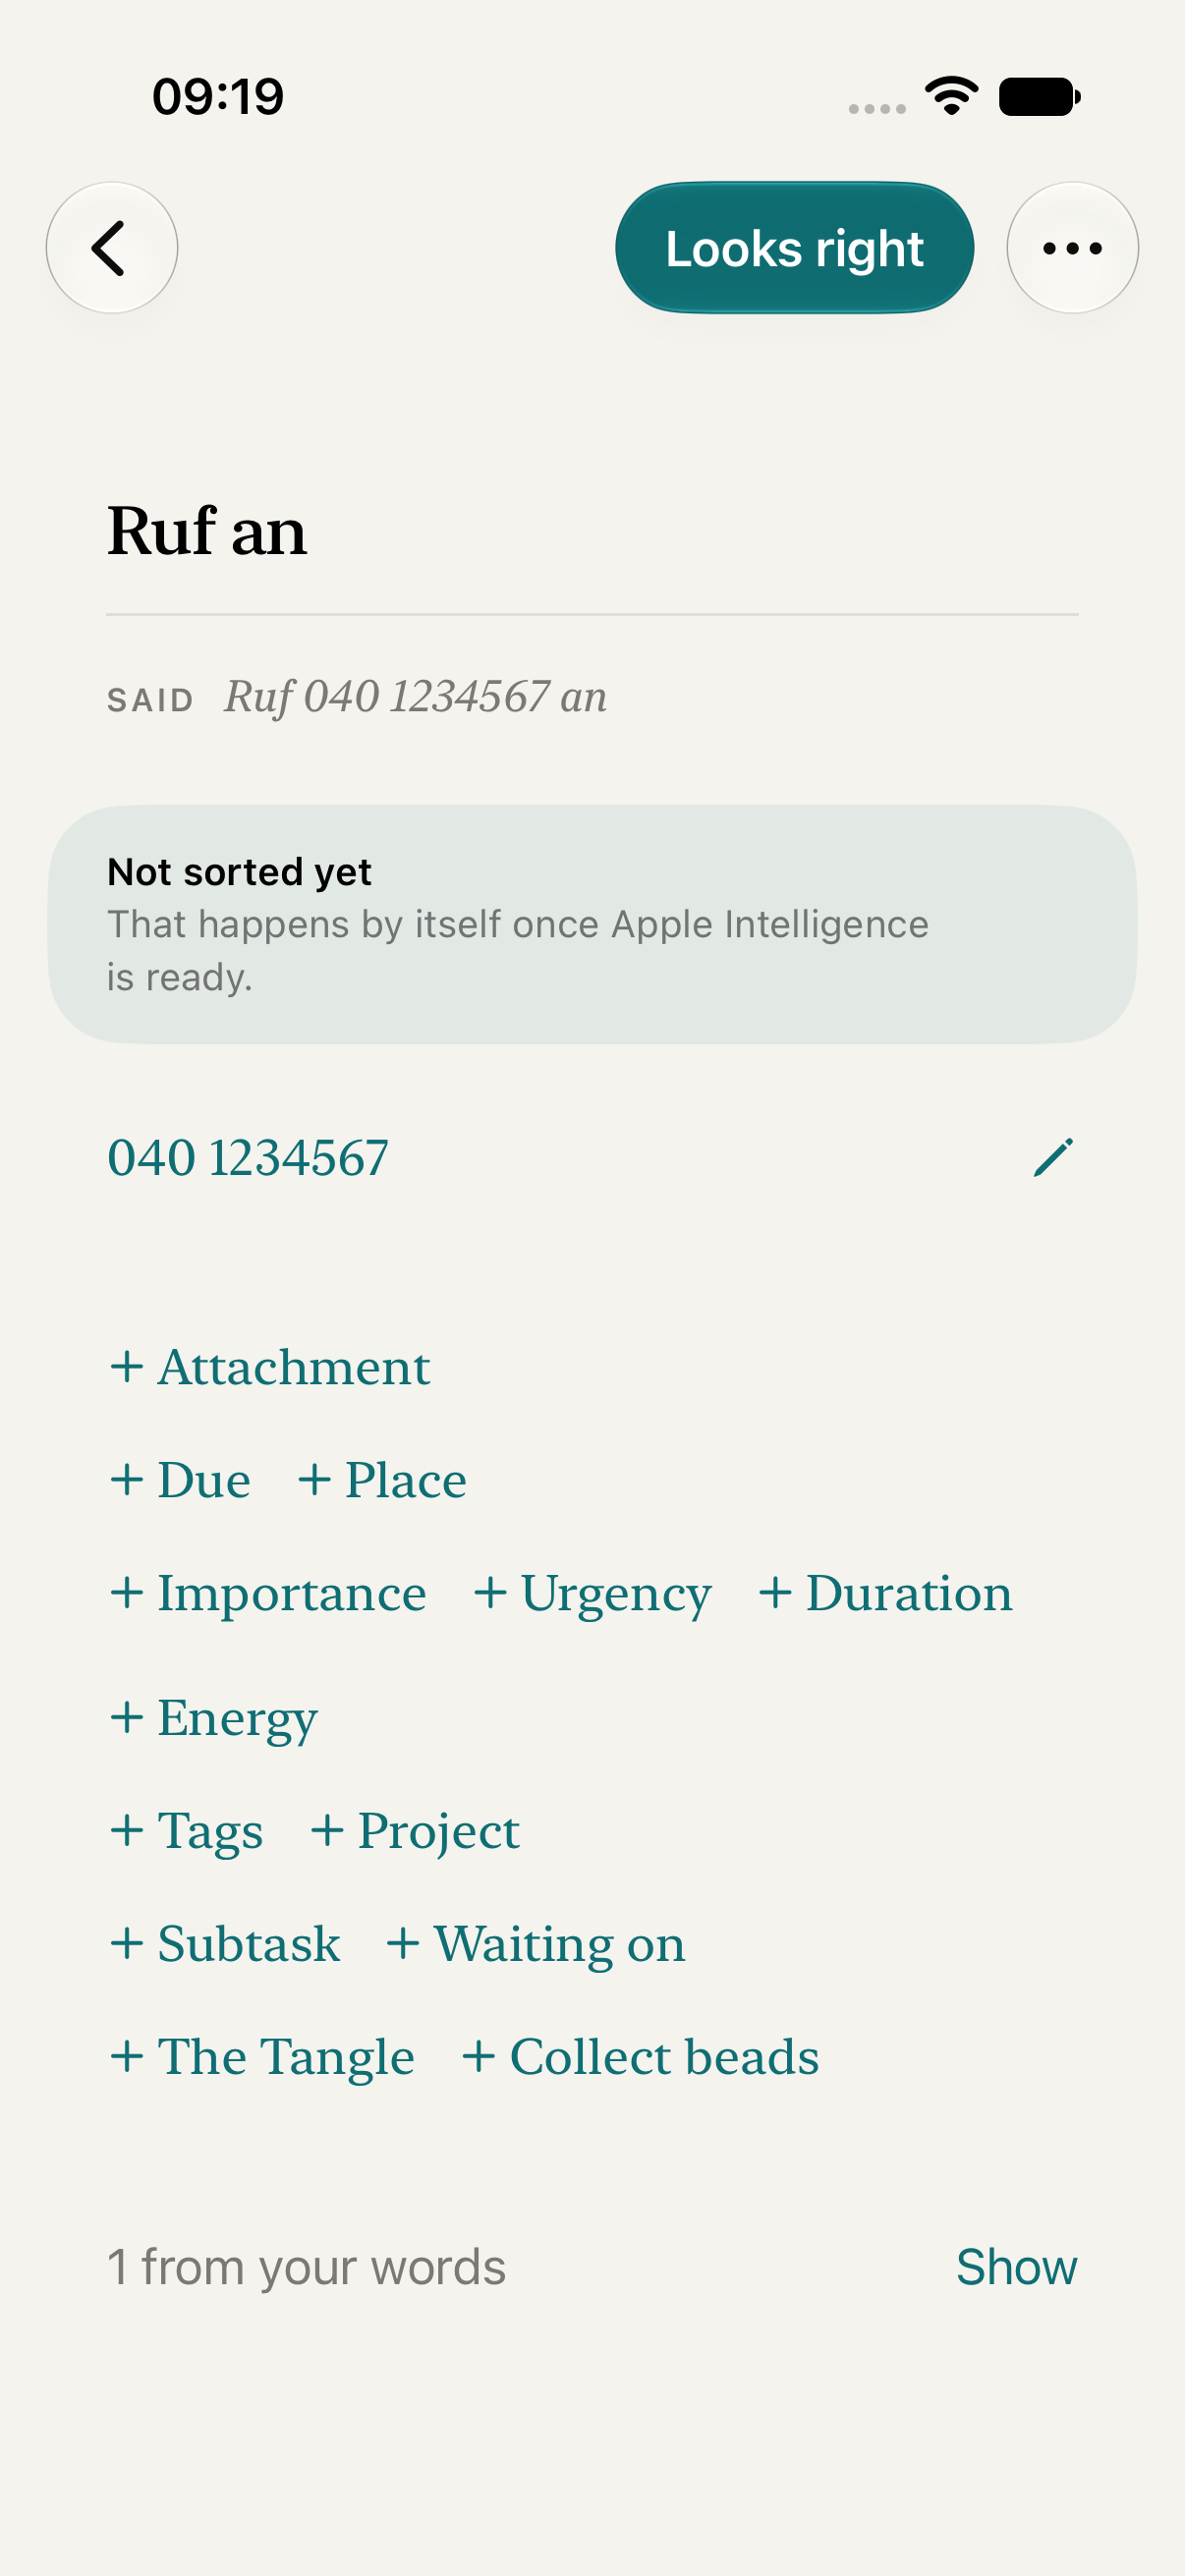 09:19
Looks right
Ruf an
SAID Ruf 040 1234567 an
Not sorted yet
That happens by itself once Apple Intelligence
is ready.
040 1234567
+ Attachment
+ Due + Place
+ Importance + Urgency + Duration
+ Energy
+ Tags + Project
+ Subtask + Waiting on
+ The Tangle + Collect beads
1 from your words Show